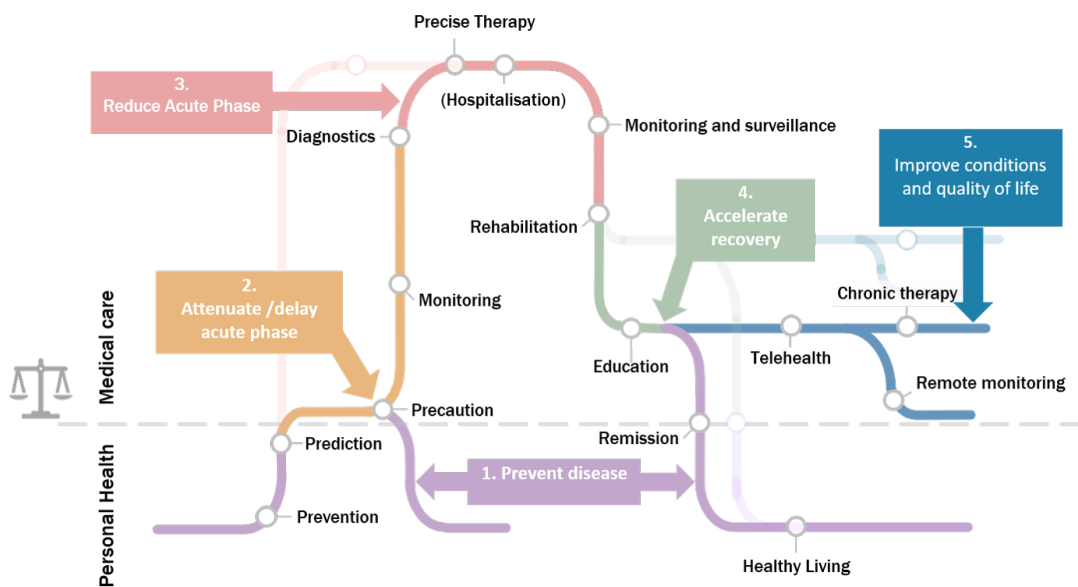 Precise Therapy
3.
Reduce Acute Phase
(Hospitalisation)
Diagnostics
Monitoring and surveillance
5.
Improve conditions
and quality of life
4.
Accelerate
recovery
Rehabilitation
2.
Attenuate /delay
acute phase
Monitoring
Chronic therapy
Medical care
Telehealth
Education
Remote monitoring
Precaution
Prediction
Remission
1. Prevent disease
Personal Health
Prevention
Healthy Living